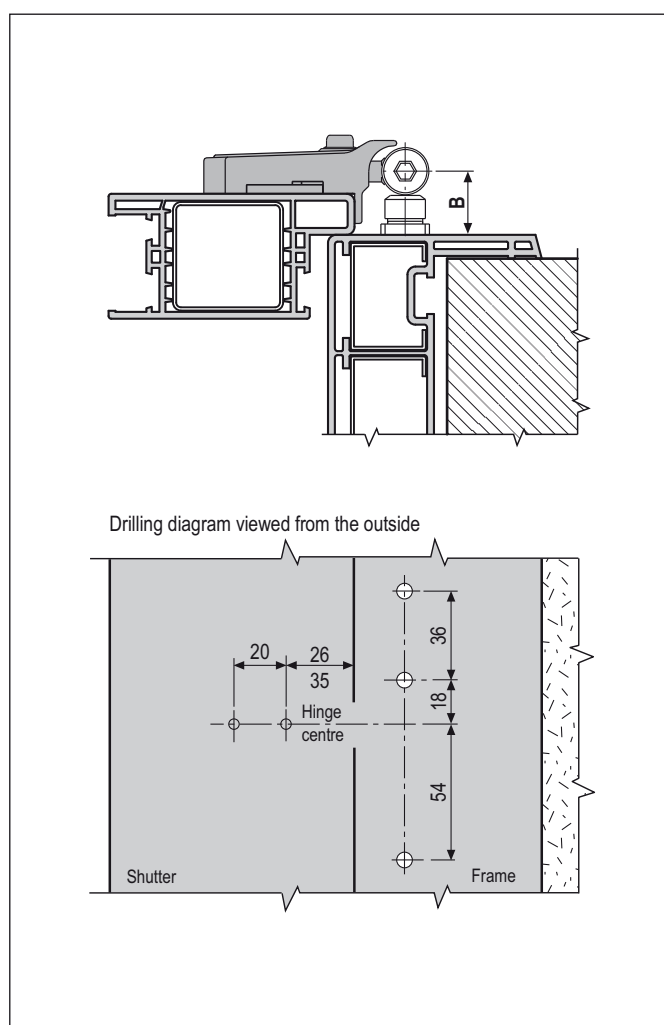 B
Drilling diagram viewed from the outside
36
20
26
35
18
Hinge
centre
54
Shutter
Frame